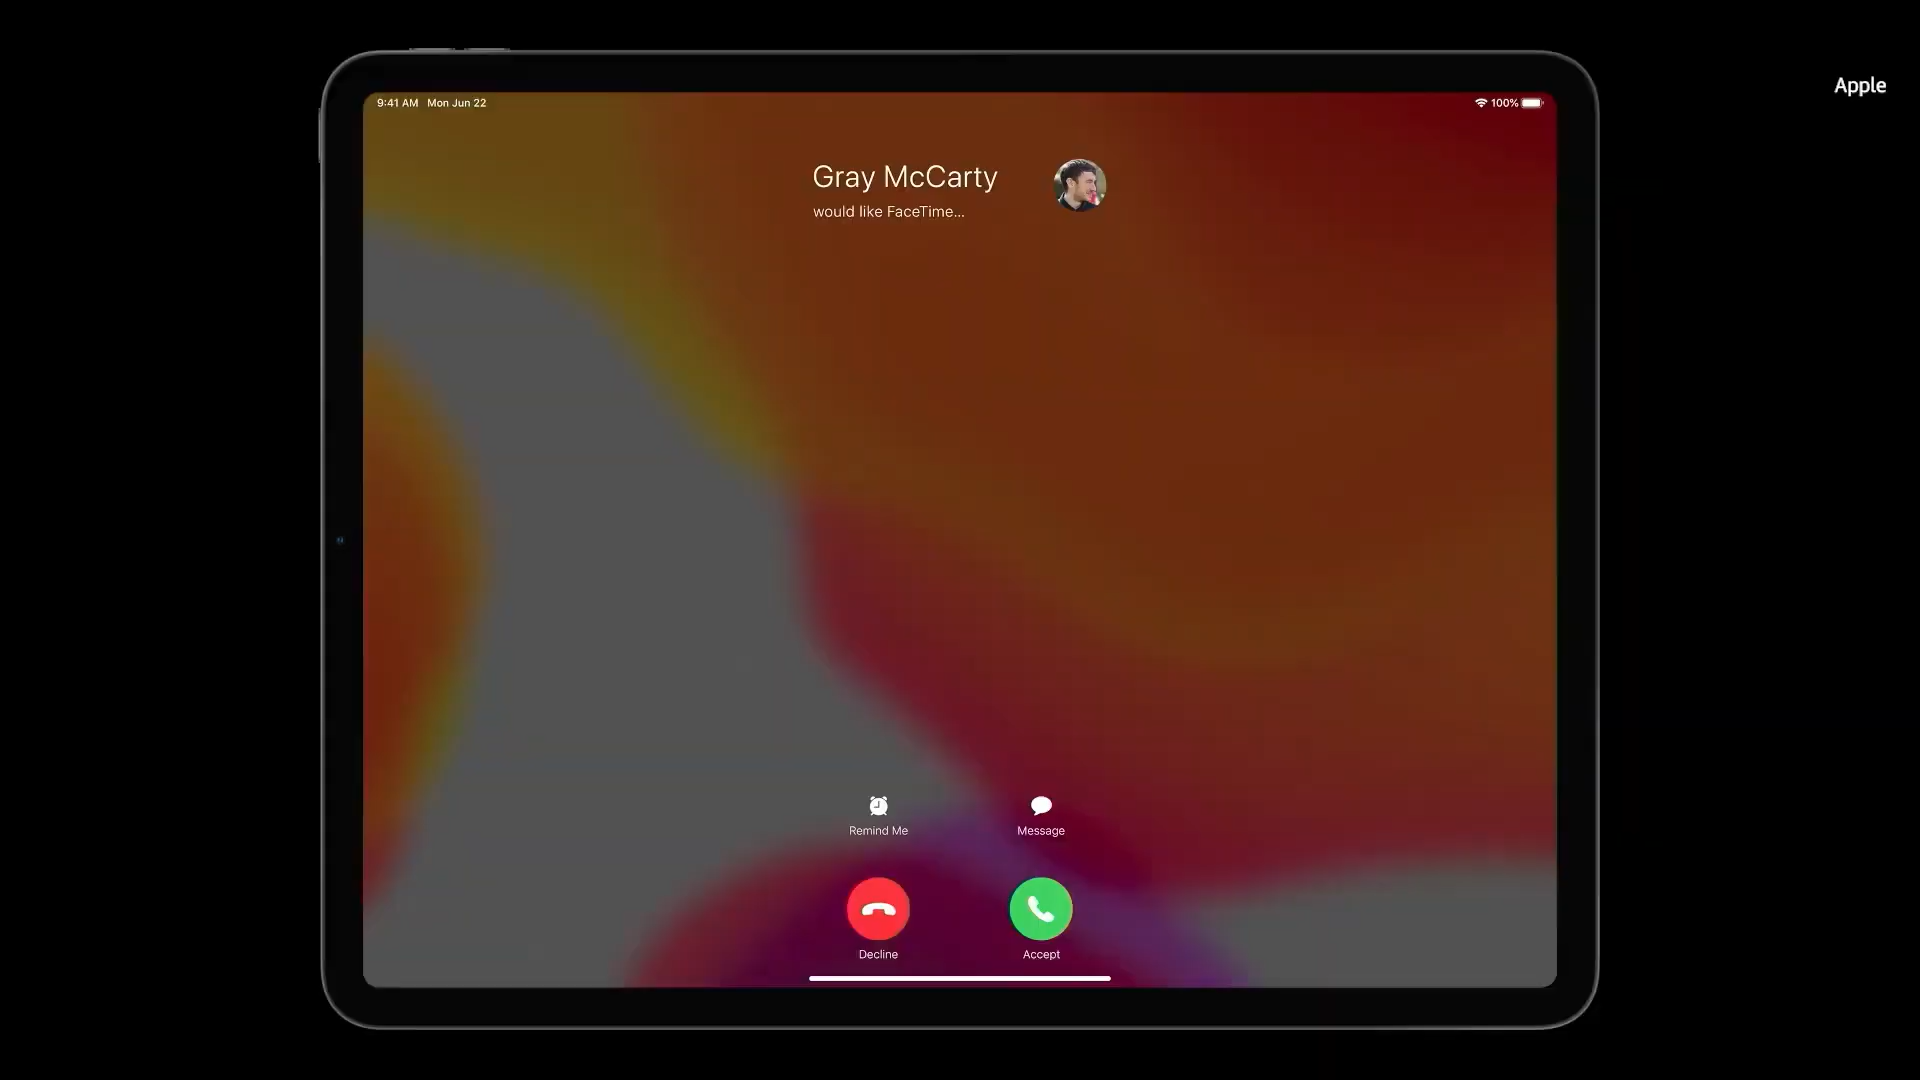 Apple
9:41 AM Mon Jun 22
100%
Gray McCarty
would like FaceTime...
Remind Me
Message
Decline
Accept